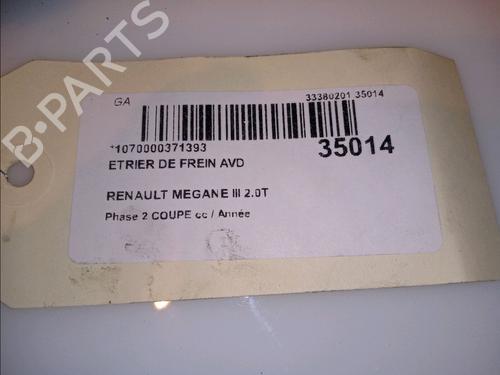 B-PARTS
GA
33380201 35014
*1070000371393
35014
ETRIER DE FREIN AVD
RENAULT MEGANE III 2.0T
Phase 2 COUPE cc / Année